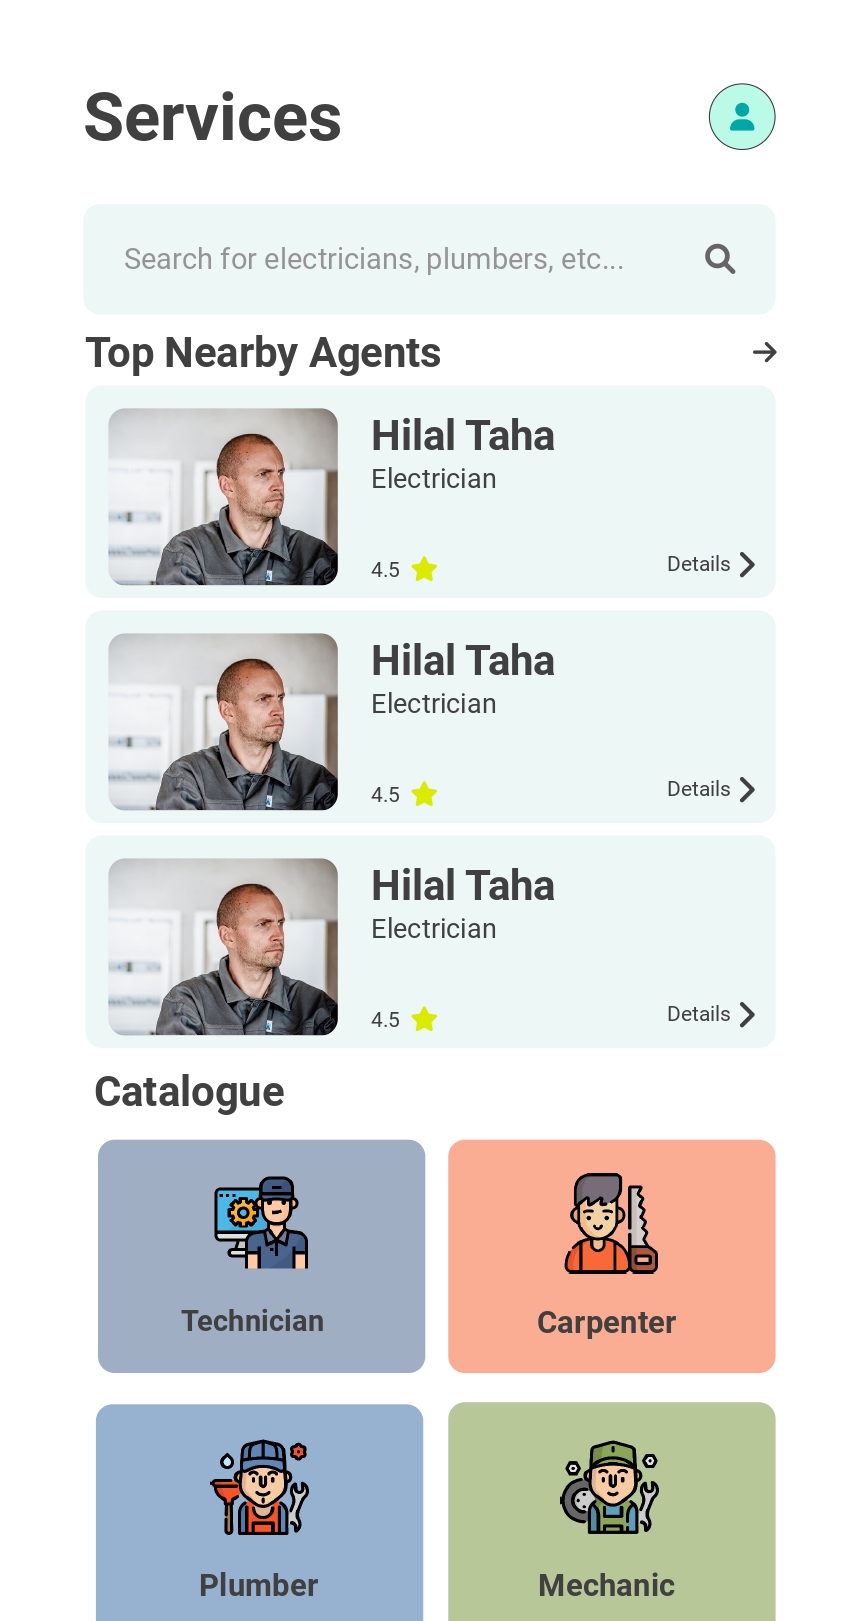 Services
Search for electricians, plumbers, etc...
Top Nearby Agents
Hilal Taha
Electrician
4.5
Details
Hilal Taha
Electrician
4.5
Details
Hilal Taha
Electrician
4.5
Details
Catalogue
Technician
Carpenter
Plumber
Mechanic